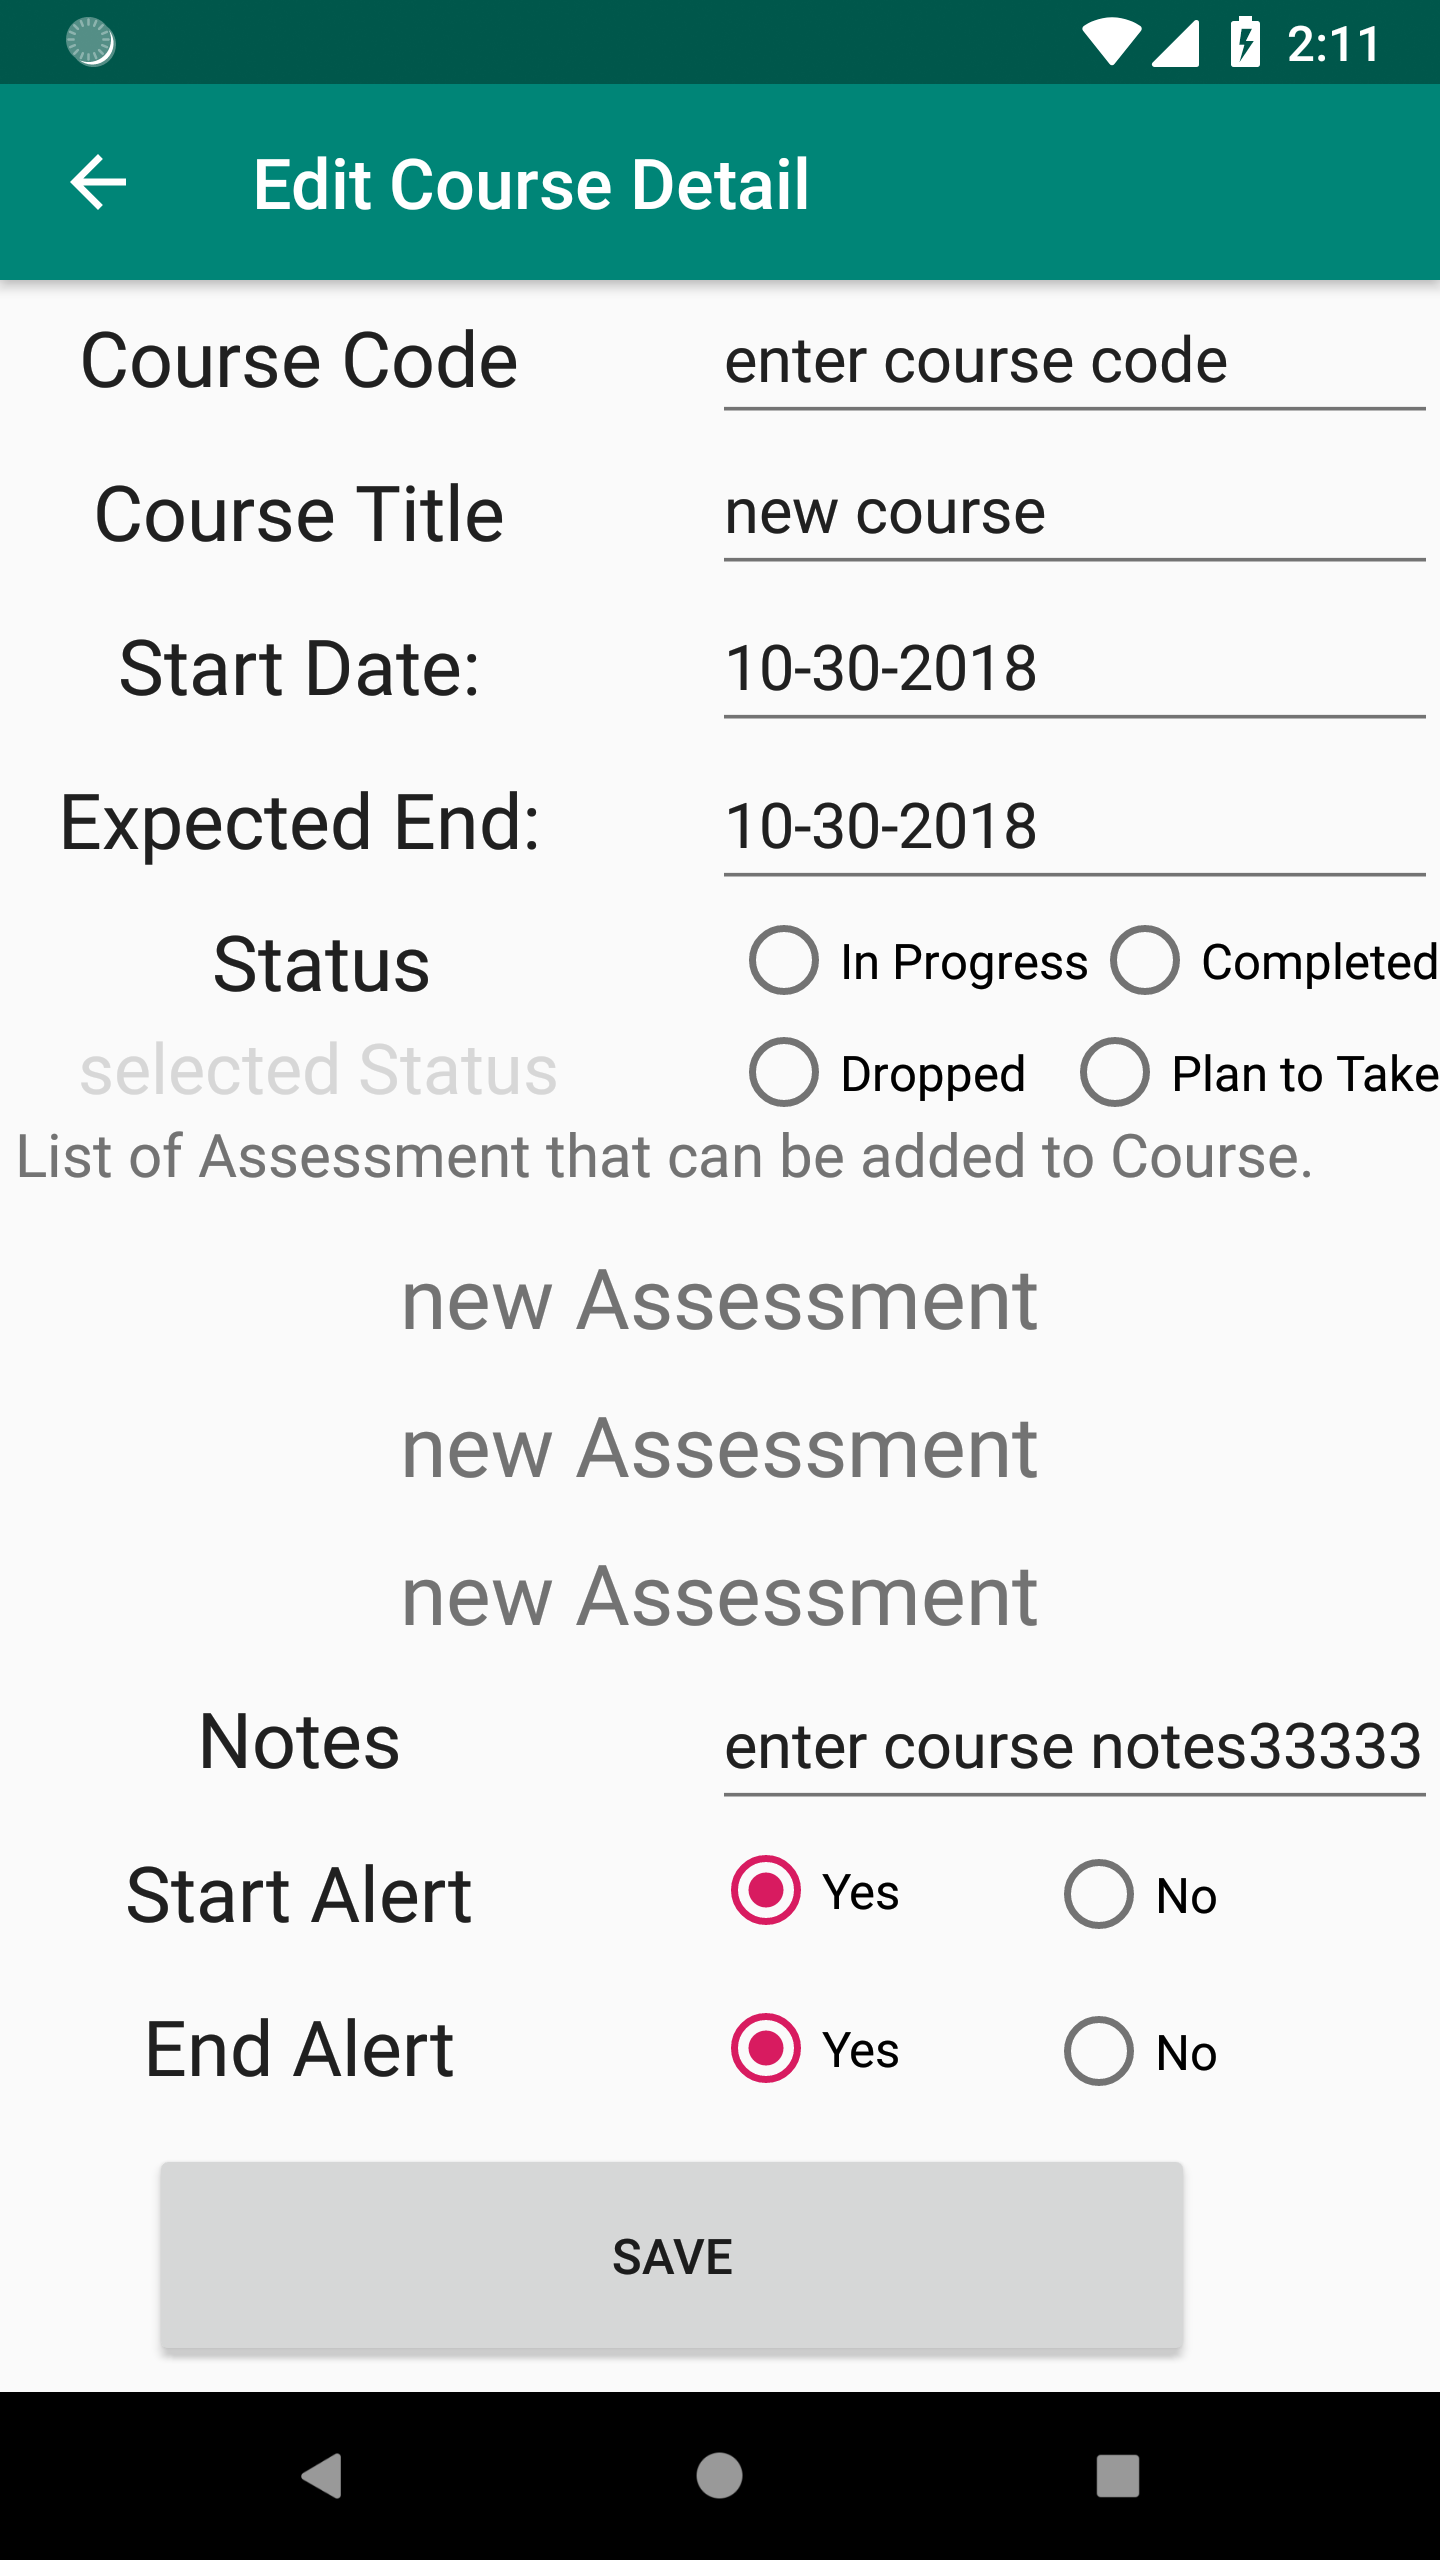 2:11
Edit Course Detail
Course Code enter course code
Course Title new course
Start Date: 10-30-2018
Expected End: 10-30-2018
Status In Progress Completed
selected Status Dropped Plan to Take
List of Assessment that can be added to Course.
new Assessment
new Assessment
new Assessment
Notes enter course notes33333
Start Alert Yes No
End Alert Yes No
SAVE